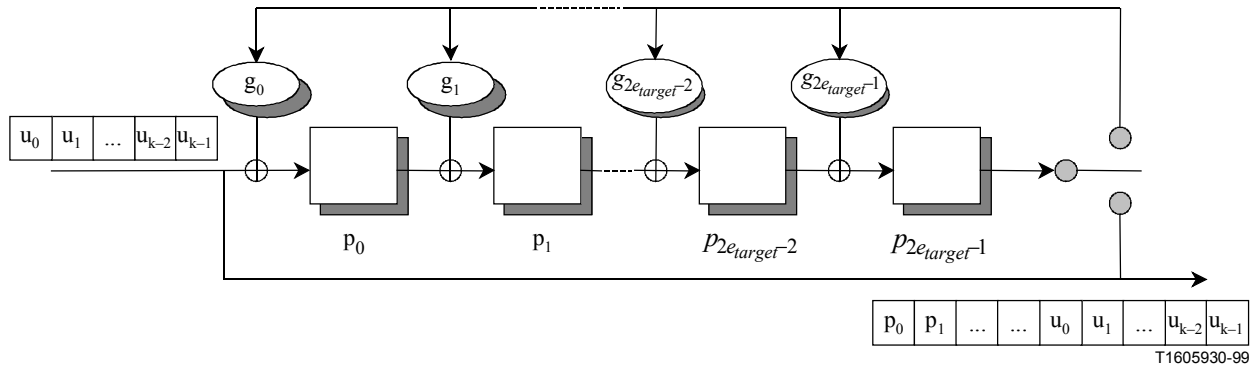 g₀ g₁ g₂ₑtarget–2 g₂ₑtarget–1
u₀ u₁ ... uₖ₋₂ uₖ₋₁
p₀ p₁ p₂ₑtarget–2 p₂ₑtarget–1
p₀ p₁ ... ... u₀ u₁ ... uₖ₋₂ uₖ₋₁
T1605930-99